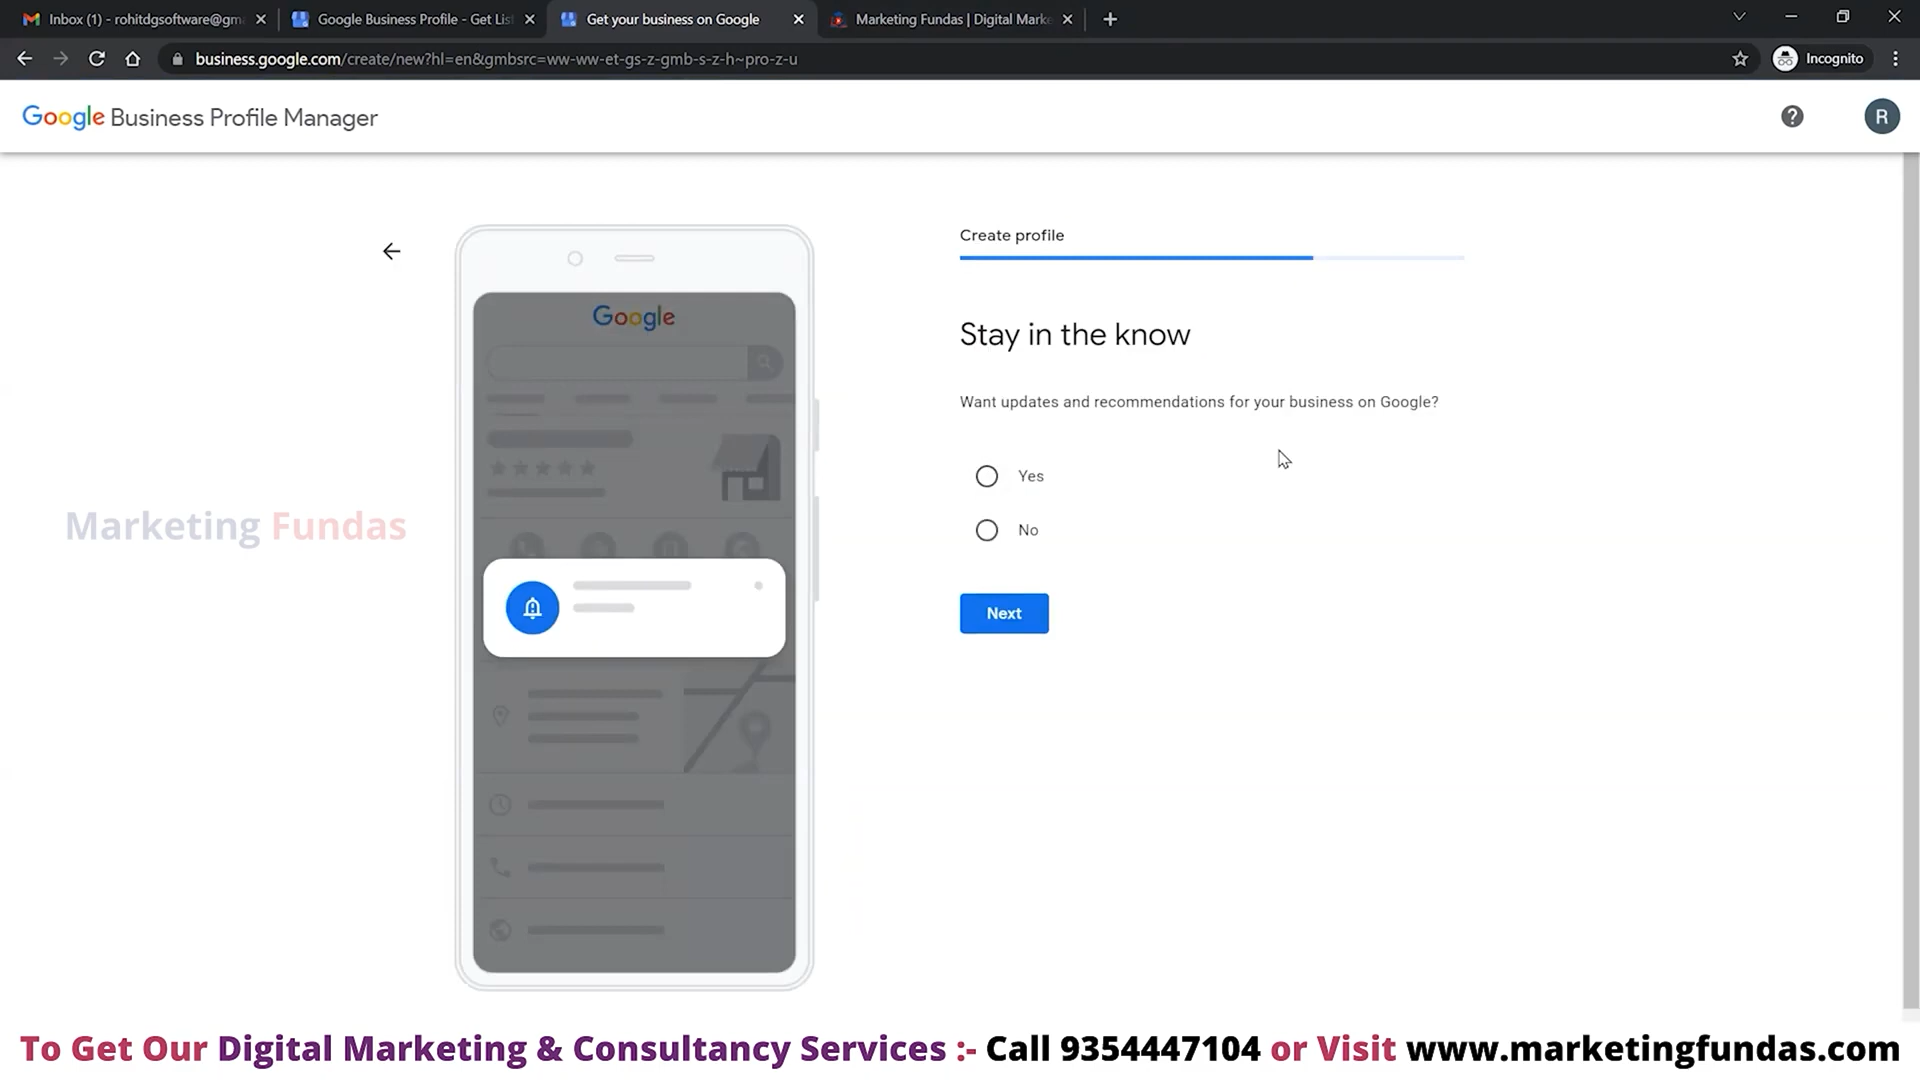 Inbox (1) - rohitdgsoftware@gm
Google Business Profile - Get Lis
Get your business on Google
Marketing Fundas | Digital Marke
business.google.com/create/new?hl=en&gmbsrc=ww-ww-et-gs-z-gmb-s-z-h~pro-z-u
Incognito
Google Business Profile Manager
R
Create profile
Google
Stay in the know
Want updates and recommendations for your business on Google?
Yes
Marketing Fundas
No
Next
To Get Our Digital Marketing & Consultancy Services :- Call 9354447104 or Visit www.marketingfundas.com